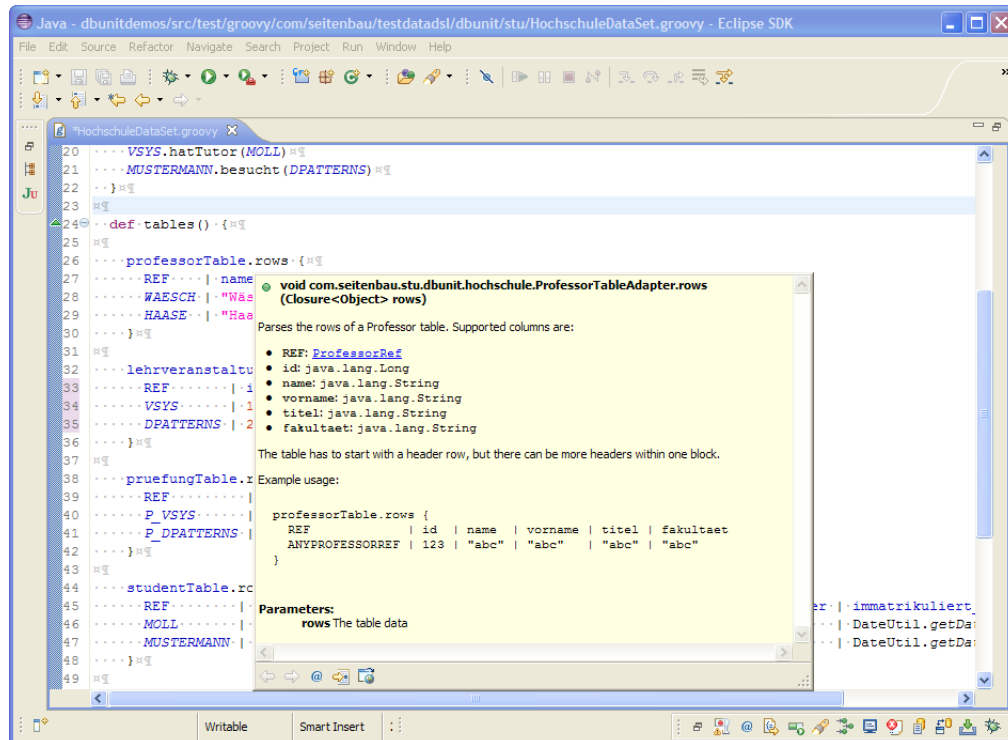 Java - dbunitdemos/src/test/groovy/com/seitenbau/testdatadsl/dbunit/stu/HochschuleDataSet.groovy - Eclipse SDK
File Edit Source Refactor Navigate Search Project Run Window Help
*HochschuleDataSet.groovy
20 ····VSYS.hatTutor(MOLL)¤¶
21 ····MUSTERMANN.besucht(DPATTERNS)¤¶
22 ··}¤¶
23 ¤¶
24 ··def·tables()·{¤¶
25 ¤¶
26 ····professorTable.rows·{¤¶
27 ······REF····|·name
28 ······WAESCH·|·"Wäs
29 ······HAASE··|·"Haa
30 ····}¤¶
31 ¤¶
32 ····lehrveranstaltu
33 ······REF·······|·i
34 ······VSYS······|·1
35 ······DPATTERNS·|·2
36 ····}¤¶
37 ¤¶
38 ····pruefungTable.r
39 ······REF·········|
40 ······P_VSYS······|
41 ······P_DPATTERNS·|
42 ····}¤¶
43 ¤¶
44 ····studentTable.ro
45 ······REF········|· er·|·immatrikuliert_
46 ······MOLL·······|· ··|·DateUtil.getDa
47 ······MUSTERMANN·|· ··|·DateUtil.getDa
48 ····}¤¶
49 ¤¶
void com.seitenbau.stu.dbunit.hochschule.ProfessorTableAdapter.rows
(Closure<Object> rows)
Parses the rows of a Professor table. Supported columns are:
• REF: ProfessorRef
• id: java.lang.Long
• name: java.lang.String
• vorname: java.lang.String
• titel: java.lang.String
• fakultaet: java.lang.String
The table has to start with a header row, but there can be more headers within one block.
Example usage:
professorTable.rows {
REF | id | name | vorname | titel | fakultaet
ANYPROFESSORREF | 123 | "abc" | "abc" | "abc" | "abc"
}
Parameters:
rows The table data
Writable Smart Insert :